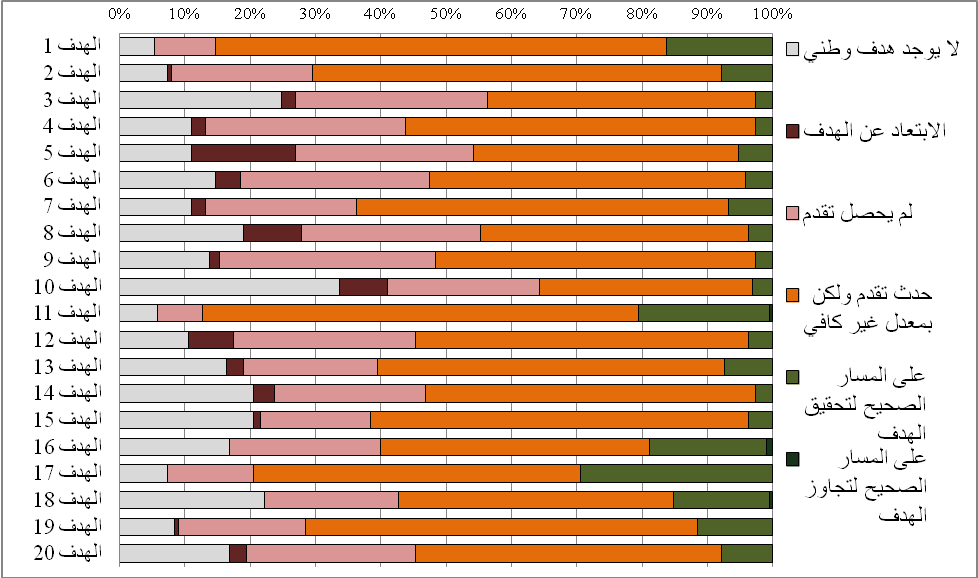 0% 10% 20% 30% 40% 50% 60% 70% 80% 90% 100%
الهدف 1
الهدف 2
الهدف 3
الهدف 4
الهدف 5
الهدف 6
الهدف 7
الهدف 8
الهدف 9
الهدف 10
الهدف 11
الهدف 12
الهدف 13
الهدف 14
الهدف 15
الهدف 16
الهدف 17
الهدف 18
الهدف 19
الهدف 20
لا يوجد هدف وطني
الابتعاد عن الهدف
لم يحصل تقدم
حدث تقدم ولكن
بمعدل غير كافي
على المسار
الصحيح لتحقيق
الهدف
على المسار
الصحيح لتجاوز
الهدف